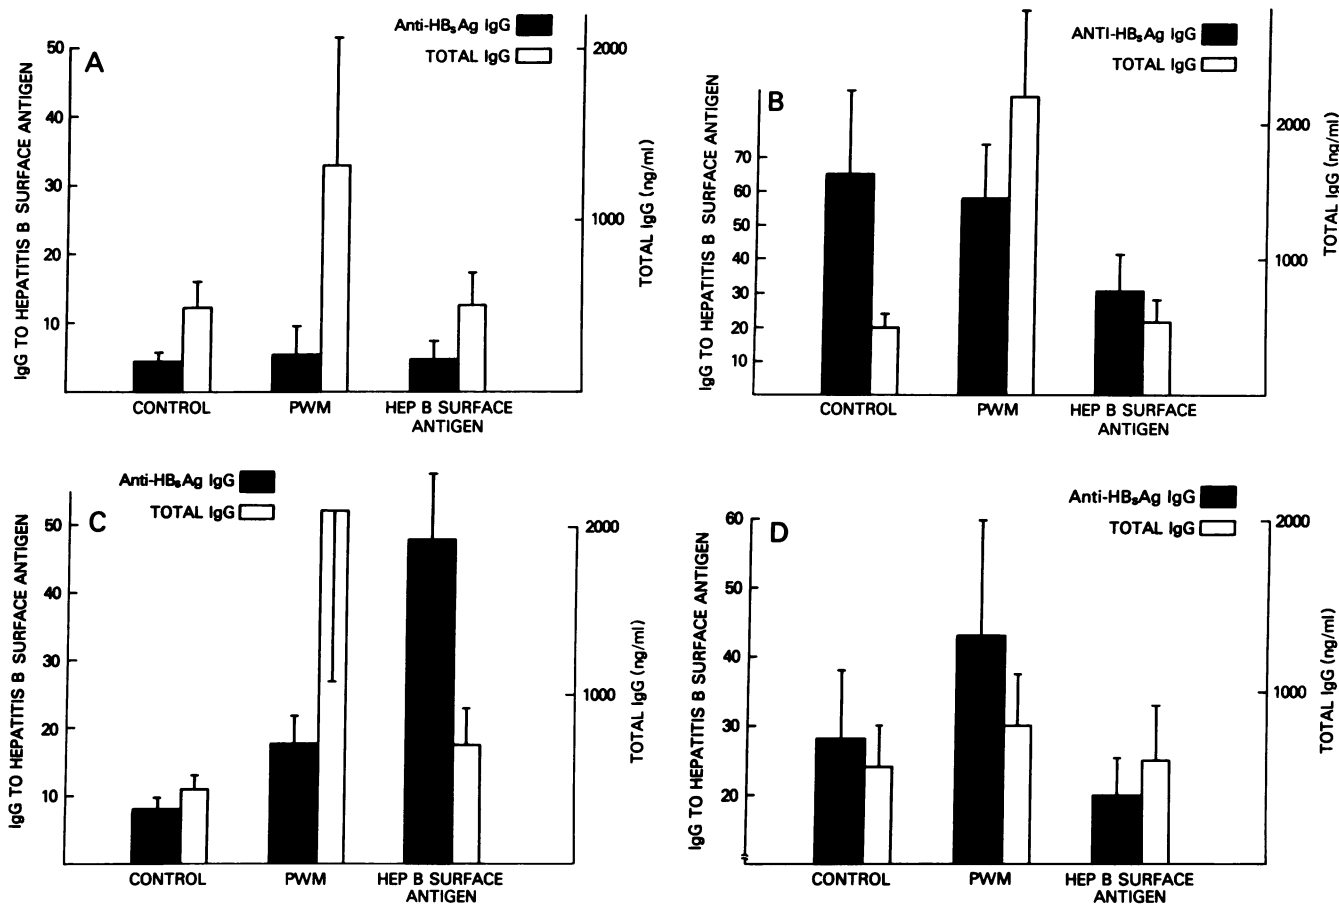 A
Anti-HBsAg IgG
TOTAL IgG
IgG TO HEPATITIS B SURFACE ANTIGEN
50
40
30
20
10
2000
1000
TOTAL IgG (ng/ml)
CONTROL
PWM
HEP B SURFACE
ANTIGEN
B
ANTI-HBsAg IgG
TOTAL IgG
IgG TO HEPATITIS B SURFACE ANTIGEN
70
60
50
40
30
20
10
2000
1000
TOTAL IgG (ng/ml)
CONTROL
PWM
HEP B SURFACE
ANTIGEN
C
Anti-HBsAg IgG
TOTAL IgG
IgG TO HEPATITIS B SURFACE ANTIGEN
50
40
30
20
10
2000
1000
TOTAL IgG (ng/ml)
CONTROL
PWM
HEP B SURFACE
ANTIGEN
D
Anti-HBsAg IgG
TOTAL IgG
IgG TO HEPATITIS B SURFACE ANTIGEN
60
50
40
30
20
2000
1000
TOTAL IgG (ng/ml)
CONTROL
PWM
HEP B SURFACE
ANTIGEN